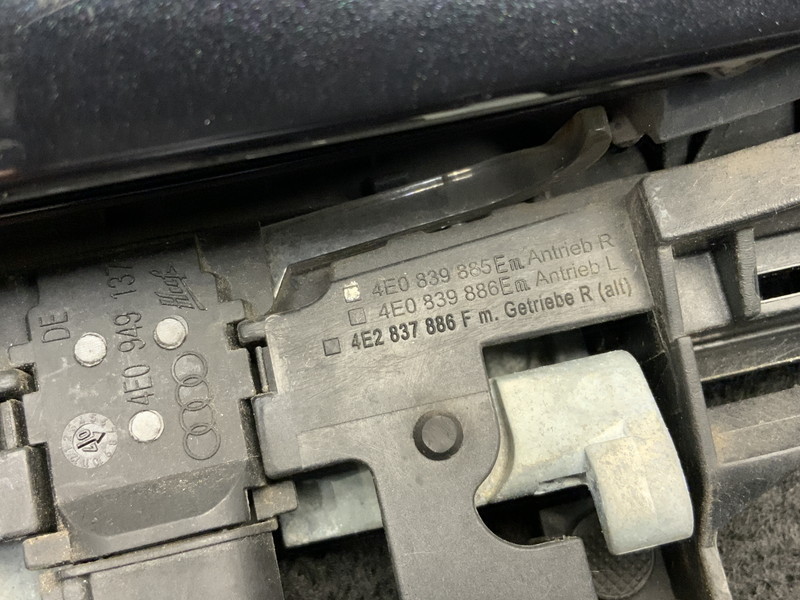 DE
4E0 949 137
4E0 839 885 E m. Antrieb R
4E0 839 886 E m. Antrieb L
4E2 837 886 F m. Getriebe R (alt)